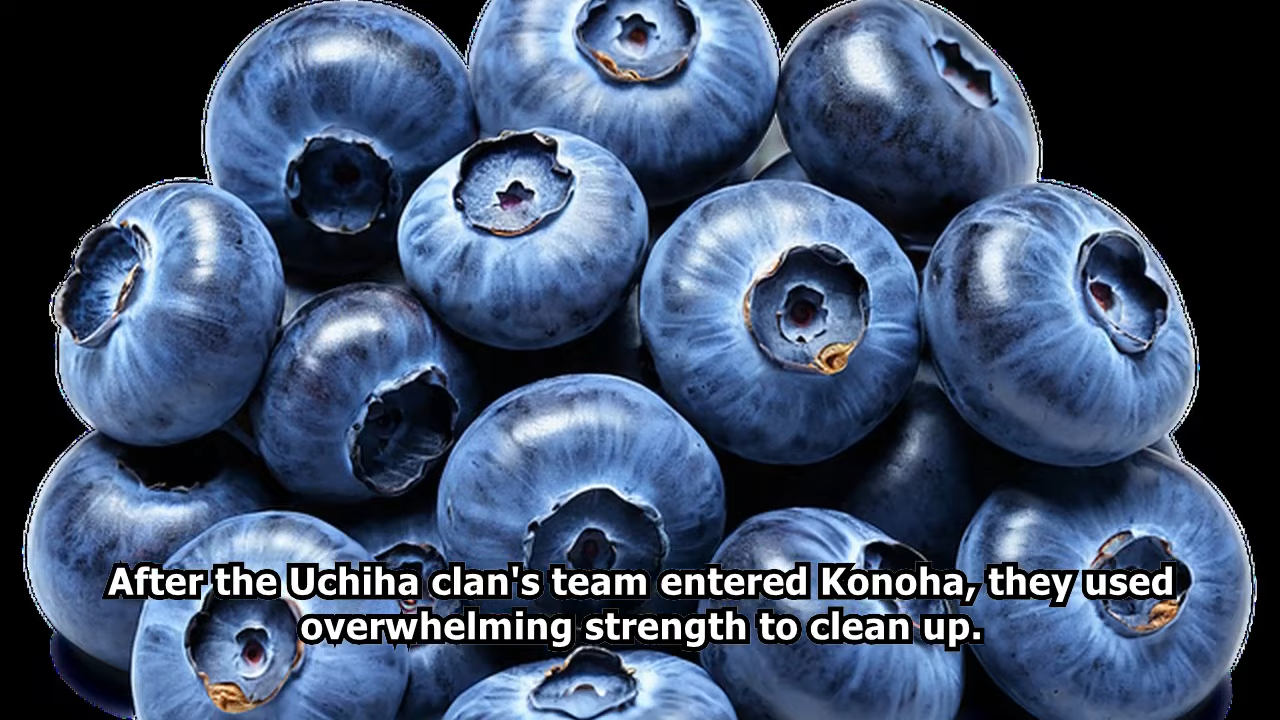 After the Uchiha clan's team entered Konoha, they used
overwhelming strength to clean up.